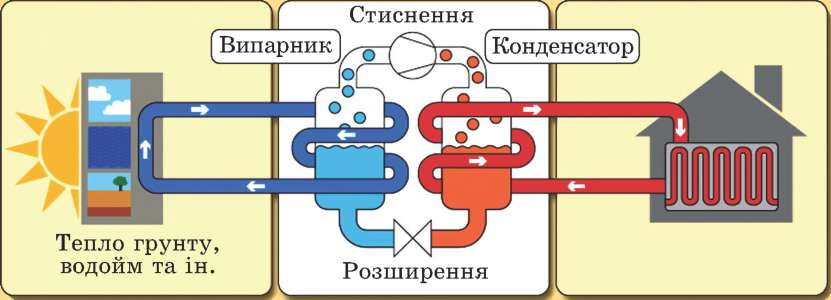 Стиснення
Випарник
Конденсатор
Тепло грунту,
водойм та ін.
Розширення